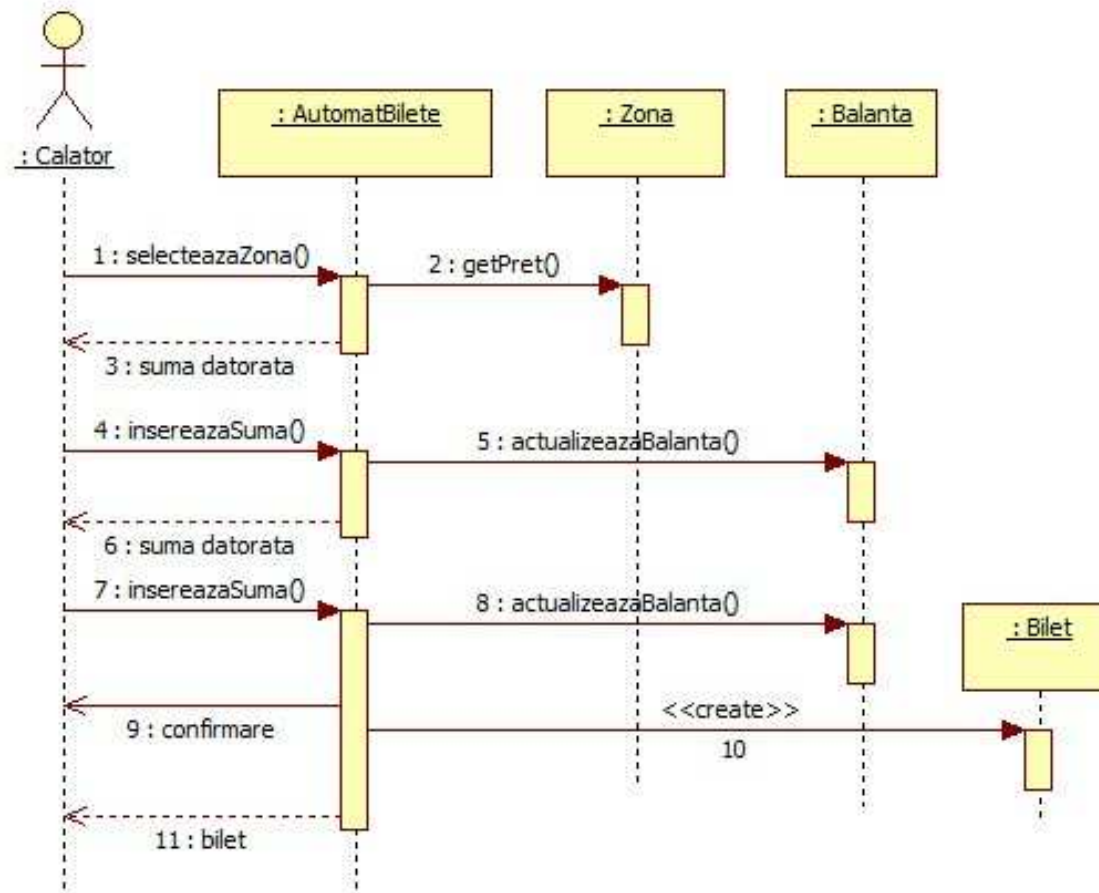 : Calator
: AutomatBilete
: Zona
: Balanta
1 : selecteazaZona()
2 : getPret()
3 : suma datorata
4 : insereazaSuma()
5 : actualizeazaBalanta()
6 : suma datorata
7 : insereazaSuma()
8 : actualizeazaBalanta()
: Bilet
9 : confirmare
<<create>>
10
11 : bilet